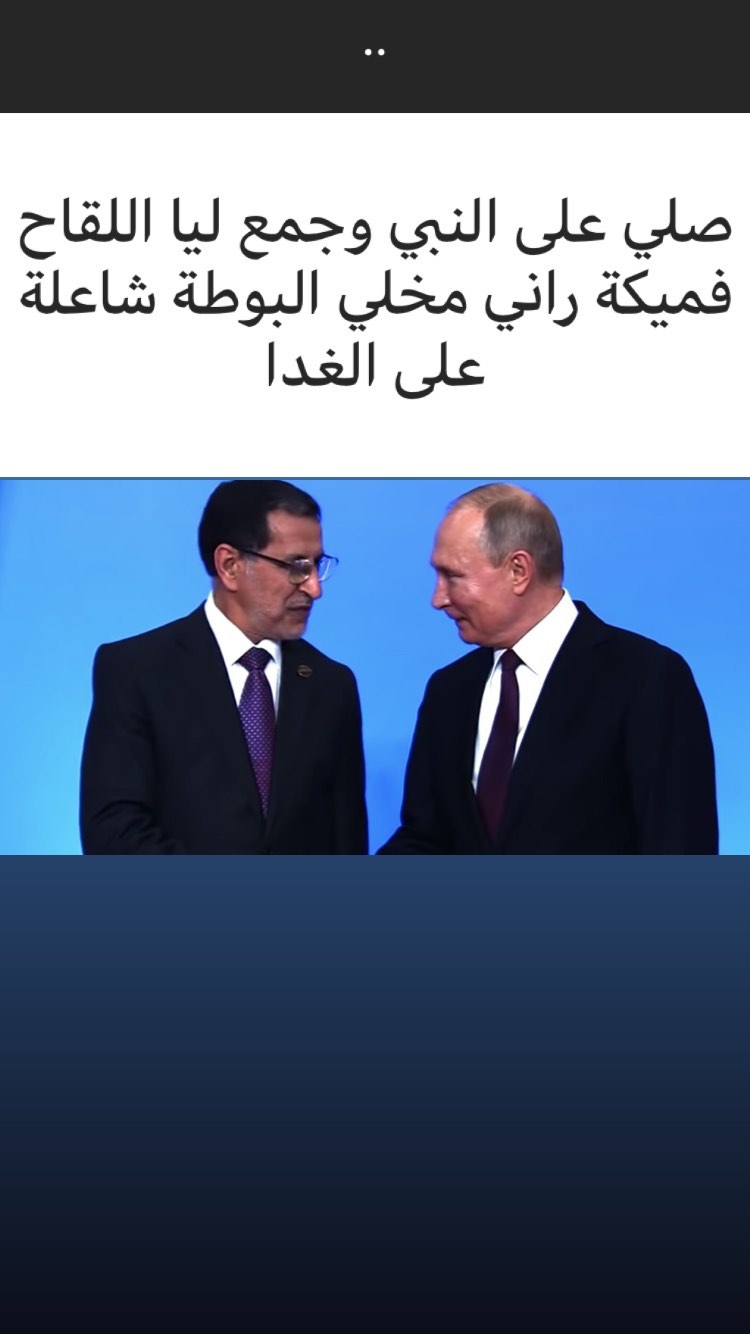 ..
صلي على النبي وجمع ليا اللقاح
فميكة راني مخلي البوطة شاعلة
على الغدا